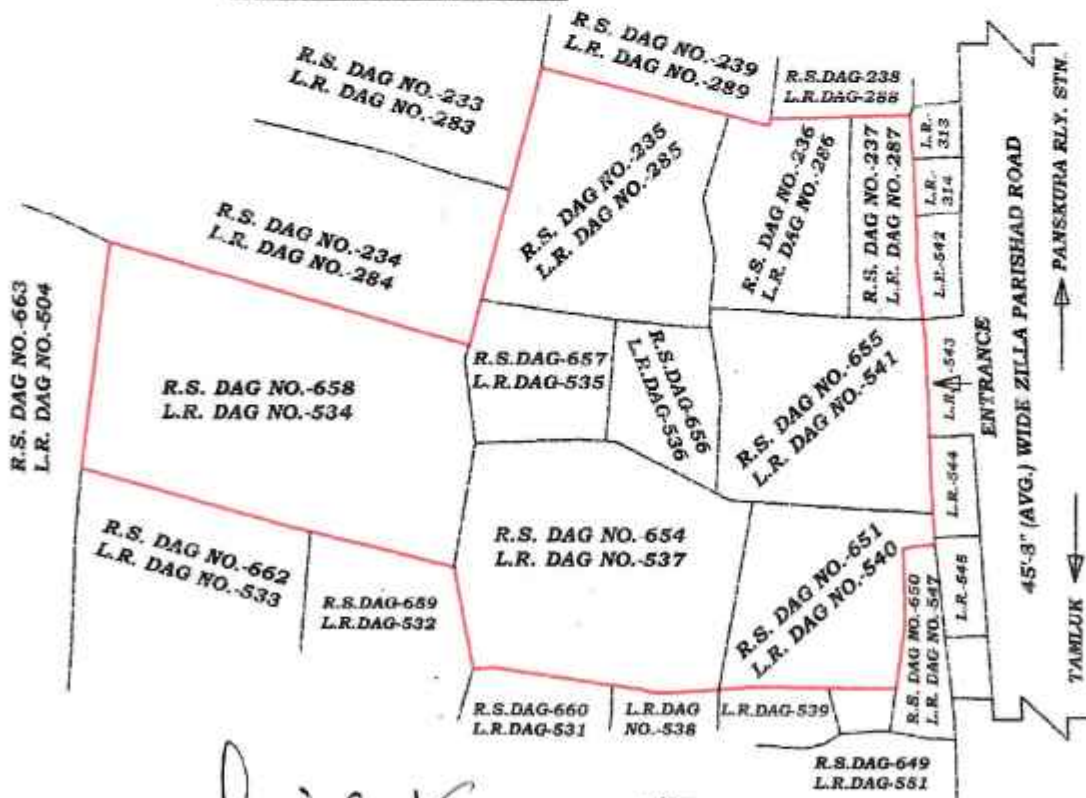 R.S. DAG NO.-239
L.R. DAG NO.-289
R.S. DAG NO.-233
L.R. DAG NO.-283
R.S.DAG-238
L.R.DAG-288
R.S. DAG NO.-235
L.R. DAG NO.-285
R.S. DAG NO.-236
L.R. DAG NO.-286
R.S. DAG NO.-237
L.R. DAG NO.-287
L.R.-
313
L.R.-
314
L.R.-542
R.S. DAG NO.-234
L.R. DAG NO.-284
R.S. DAG NO.-663
L.R. DAG NO.-504
R.S. DAG NO.-658
L.R. DAG NO.-534
R.S.DAG-657
L.R.DAG-535
R.S.DAG-656
L.R.DAG-536
R.S. DAG NO.-655
L.R. DAG NO.-541
L.R.-543
ENTRANCE
45'-8" (AVG.) WIDE ZILLA PARISHAD ROAD
PANSKURA RLY. STN.
TAMLUK
L.R.-544
L.R.-545
R.S. DAG NO.-662
L.R. DAG NO.-533
R.S.DAG-659
L.R.DAG-532
R.S. DAG NO.-654
L.R. DAG NO.-537
R.S. DAG NO.-651
L.R. DAG NO.-540
R.S. DAG NO.-650
L.R. DAG NO.-547
R.S.DAG-660
L.R.DAG-531
L.R.DAG
NO.-538
L.R.DAG-539
R.S.DAG-649
L.R.DAG-551